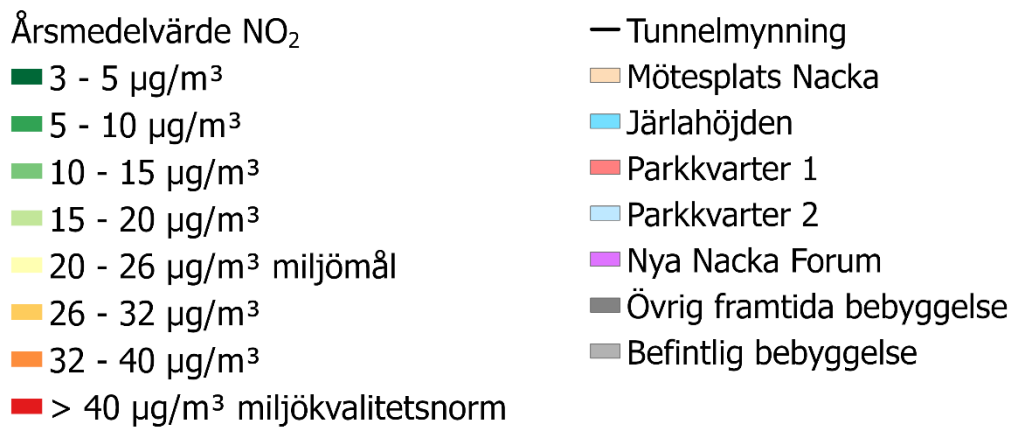 Årsmedelvärde NO₂
3 - 5 µg/m³
5 - 10 µg/m³
10 - 15 µg/m³
15 - 20 µg/m³
20 - 26 µg/m³ miljömål
26 - 32 µg/m³
32 - 40 µg/m³
> 40 µg/m³ miljökvalitetsnorm
Tunnelmynning
Mötesplats Nacka
Järlahöjden
Parkkvarter 1
Parkkvarter 2
Nya Nacka Forum
Övrig framtida bebyggelse
Befintlig bebyggelse